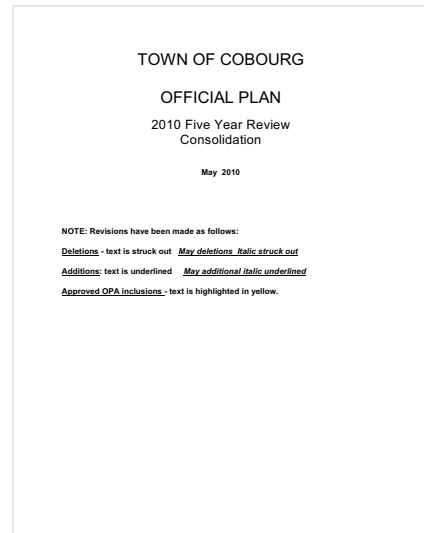 TOWN OF COBOURG
OFFICIAL PLAN
2010 Five Year Review
Consolidation
May 2010
NOTE: Revisions have been made as follows:
Deletions - text is struck out May deletions Italic struck out
Additions: text is underlined May additional italic underlined
Approved OPA inclusions - text is highlighted in yellow.